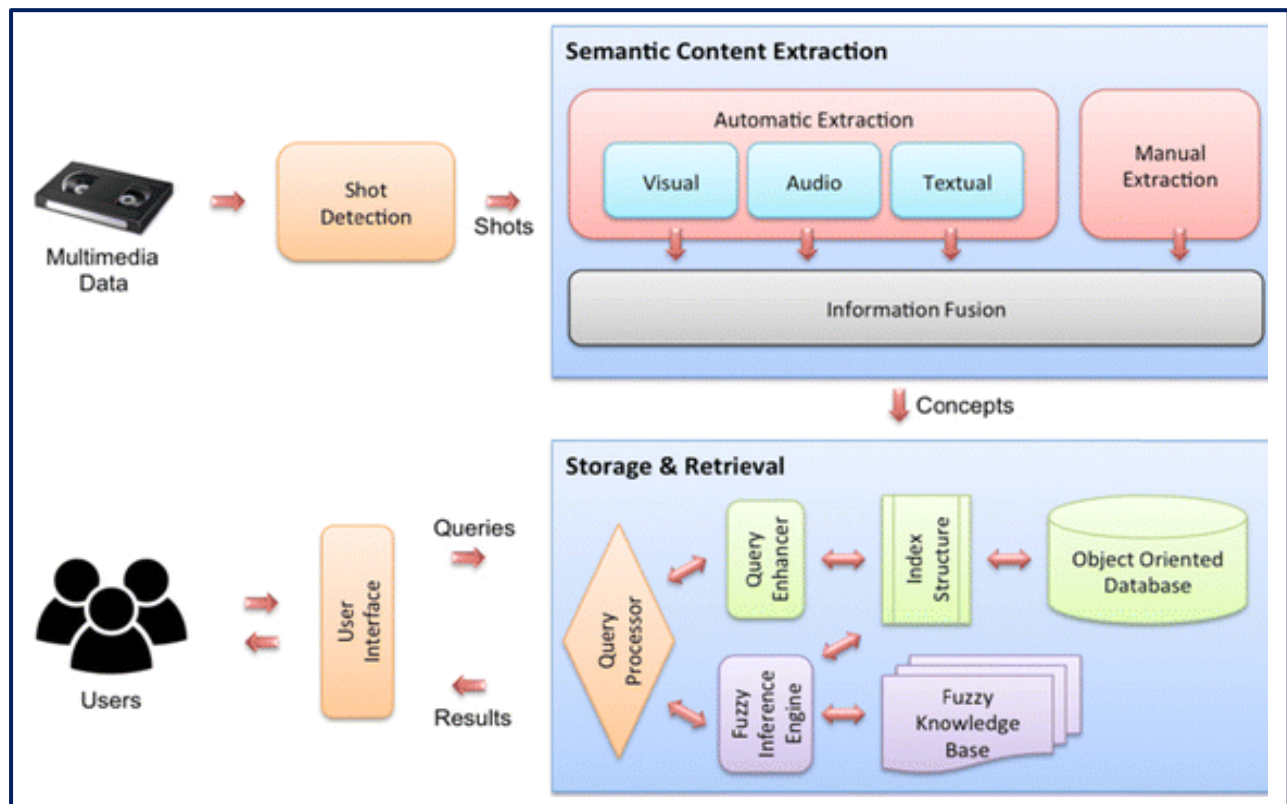 Semantic Content Extraction
Automatic Extraction
Visual
Audio
Textual
Manual
Extraction
Shot
Detection
Shots
Multimedia
Data
Information Fusion
Concepts
Storage & Retrieval
Queries
Query
Enhancer
Index
Structure
Object Oriented
Database
User
Interface
Query
Processor
Users
Results
Fuzzy
Inference
Engine
Fuzzy
Knowledge
Base